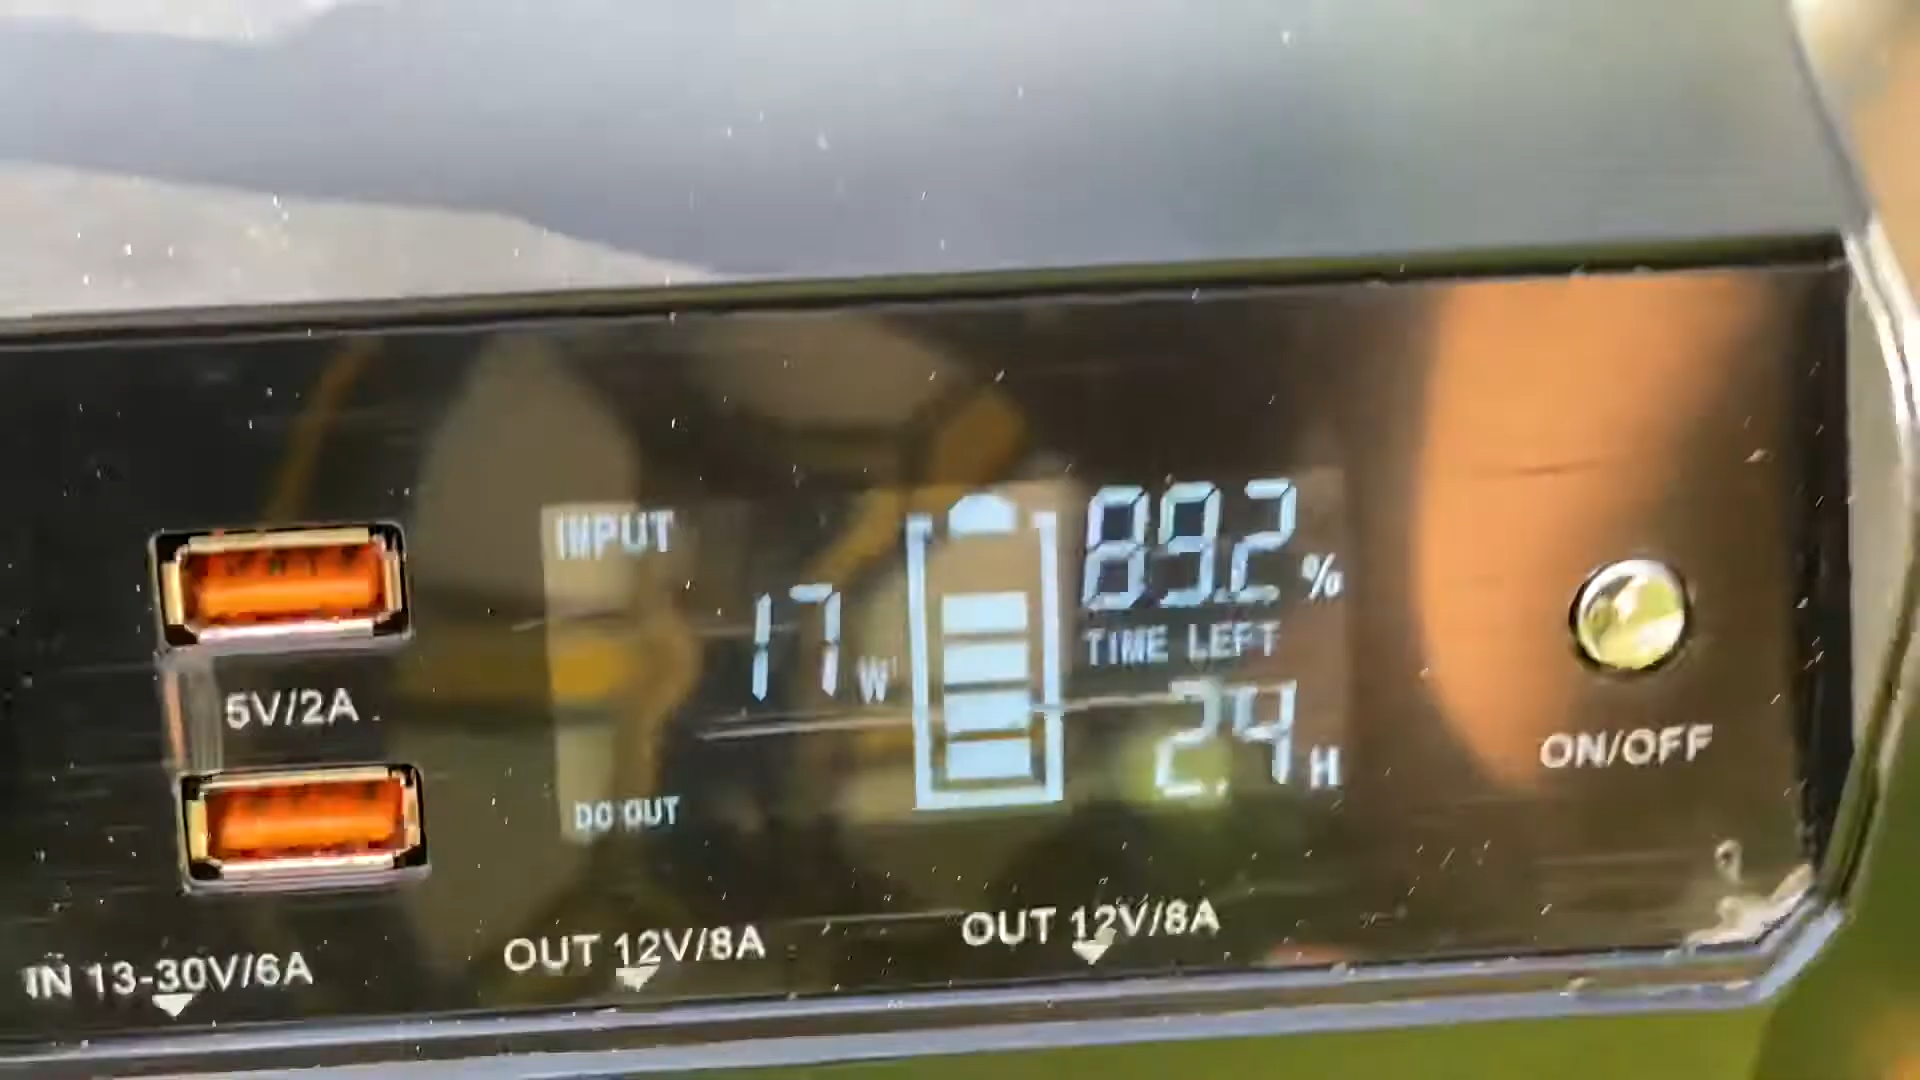 INPUT
17 W
DC OUT
89.2 %
TIME LEFT
2.4 H
5V/2A
ON/OFF
IN 13-30V/6A
OUT 12V/8A
OUT 12V/8A